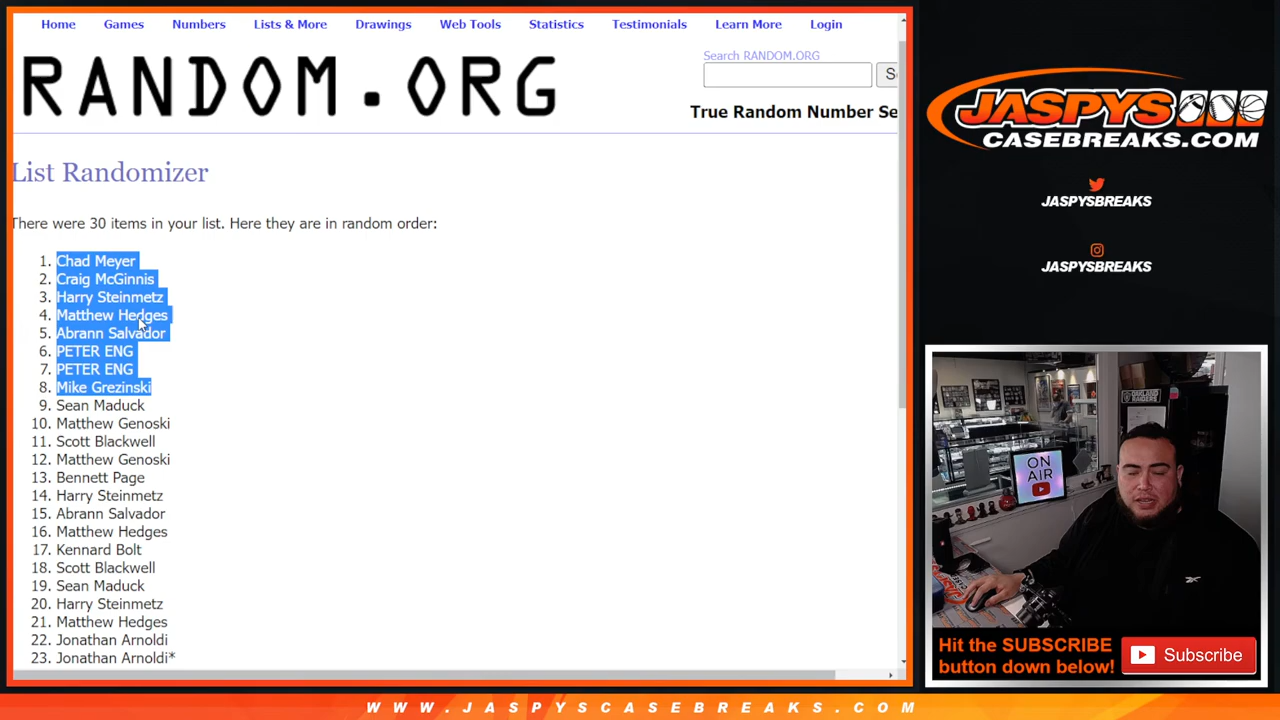 Home Games Numbers Lists & More Drawings Web Tools Statistics Testimonials Learn More Login
RANDOM.ORG
Search RANDOM.ORG
True Random Number Se
List Randomizer
There were 30 items in your list. Here they are in random order:
1. Chad Meyer
2. Craig McGinnis
3. Harry Steinmetz
4. Matthew Hedges
5. Abrann Salvador
6. PETER ENG
7. PETER ENG
8. Mike Grezinski
9. Sean Maduck
10. Matthew Genoski
11. Scott Blackwell
12. Matthew Genoski
13. Bennett Page
14. Harry Steinmetz
15. Abrann Salvador
16. Matthew Hedges
17. Kennard Bolt
18. Scott Blackwell
19. Sean Maduck
20. Harry Steinmetz
21. Matthew Hedges
22. Jonathan Arnoldi
23. Jonathan Arnoldi*
JASPYS
CASEBREAKS.COM
JASPYSBREAKS
JASPYSBREAKS
ON
AIR
Hit the SUBSCRIBE
button down below!
Subscribe
WWW.JASPYSCASEBREAKS.COM